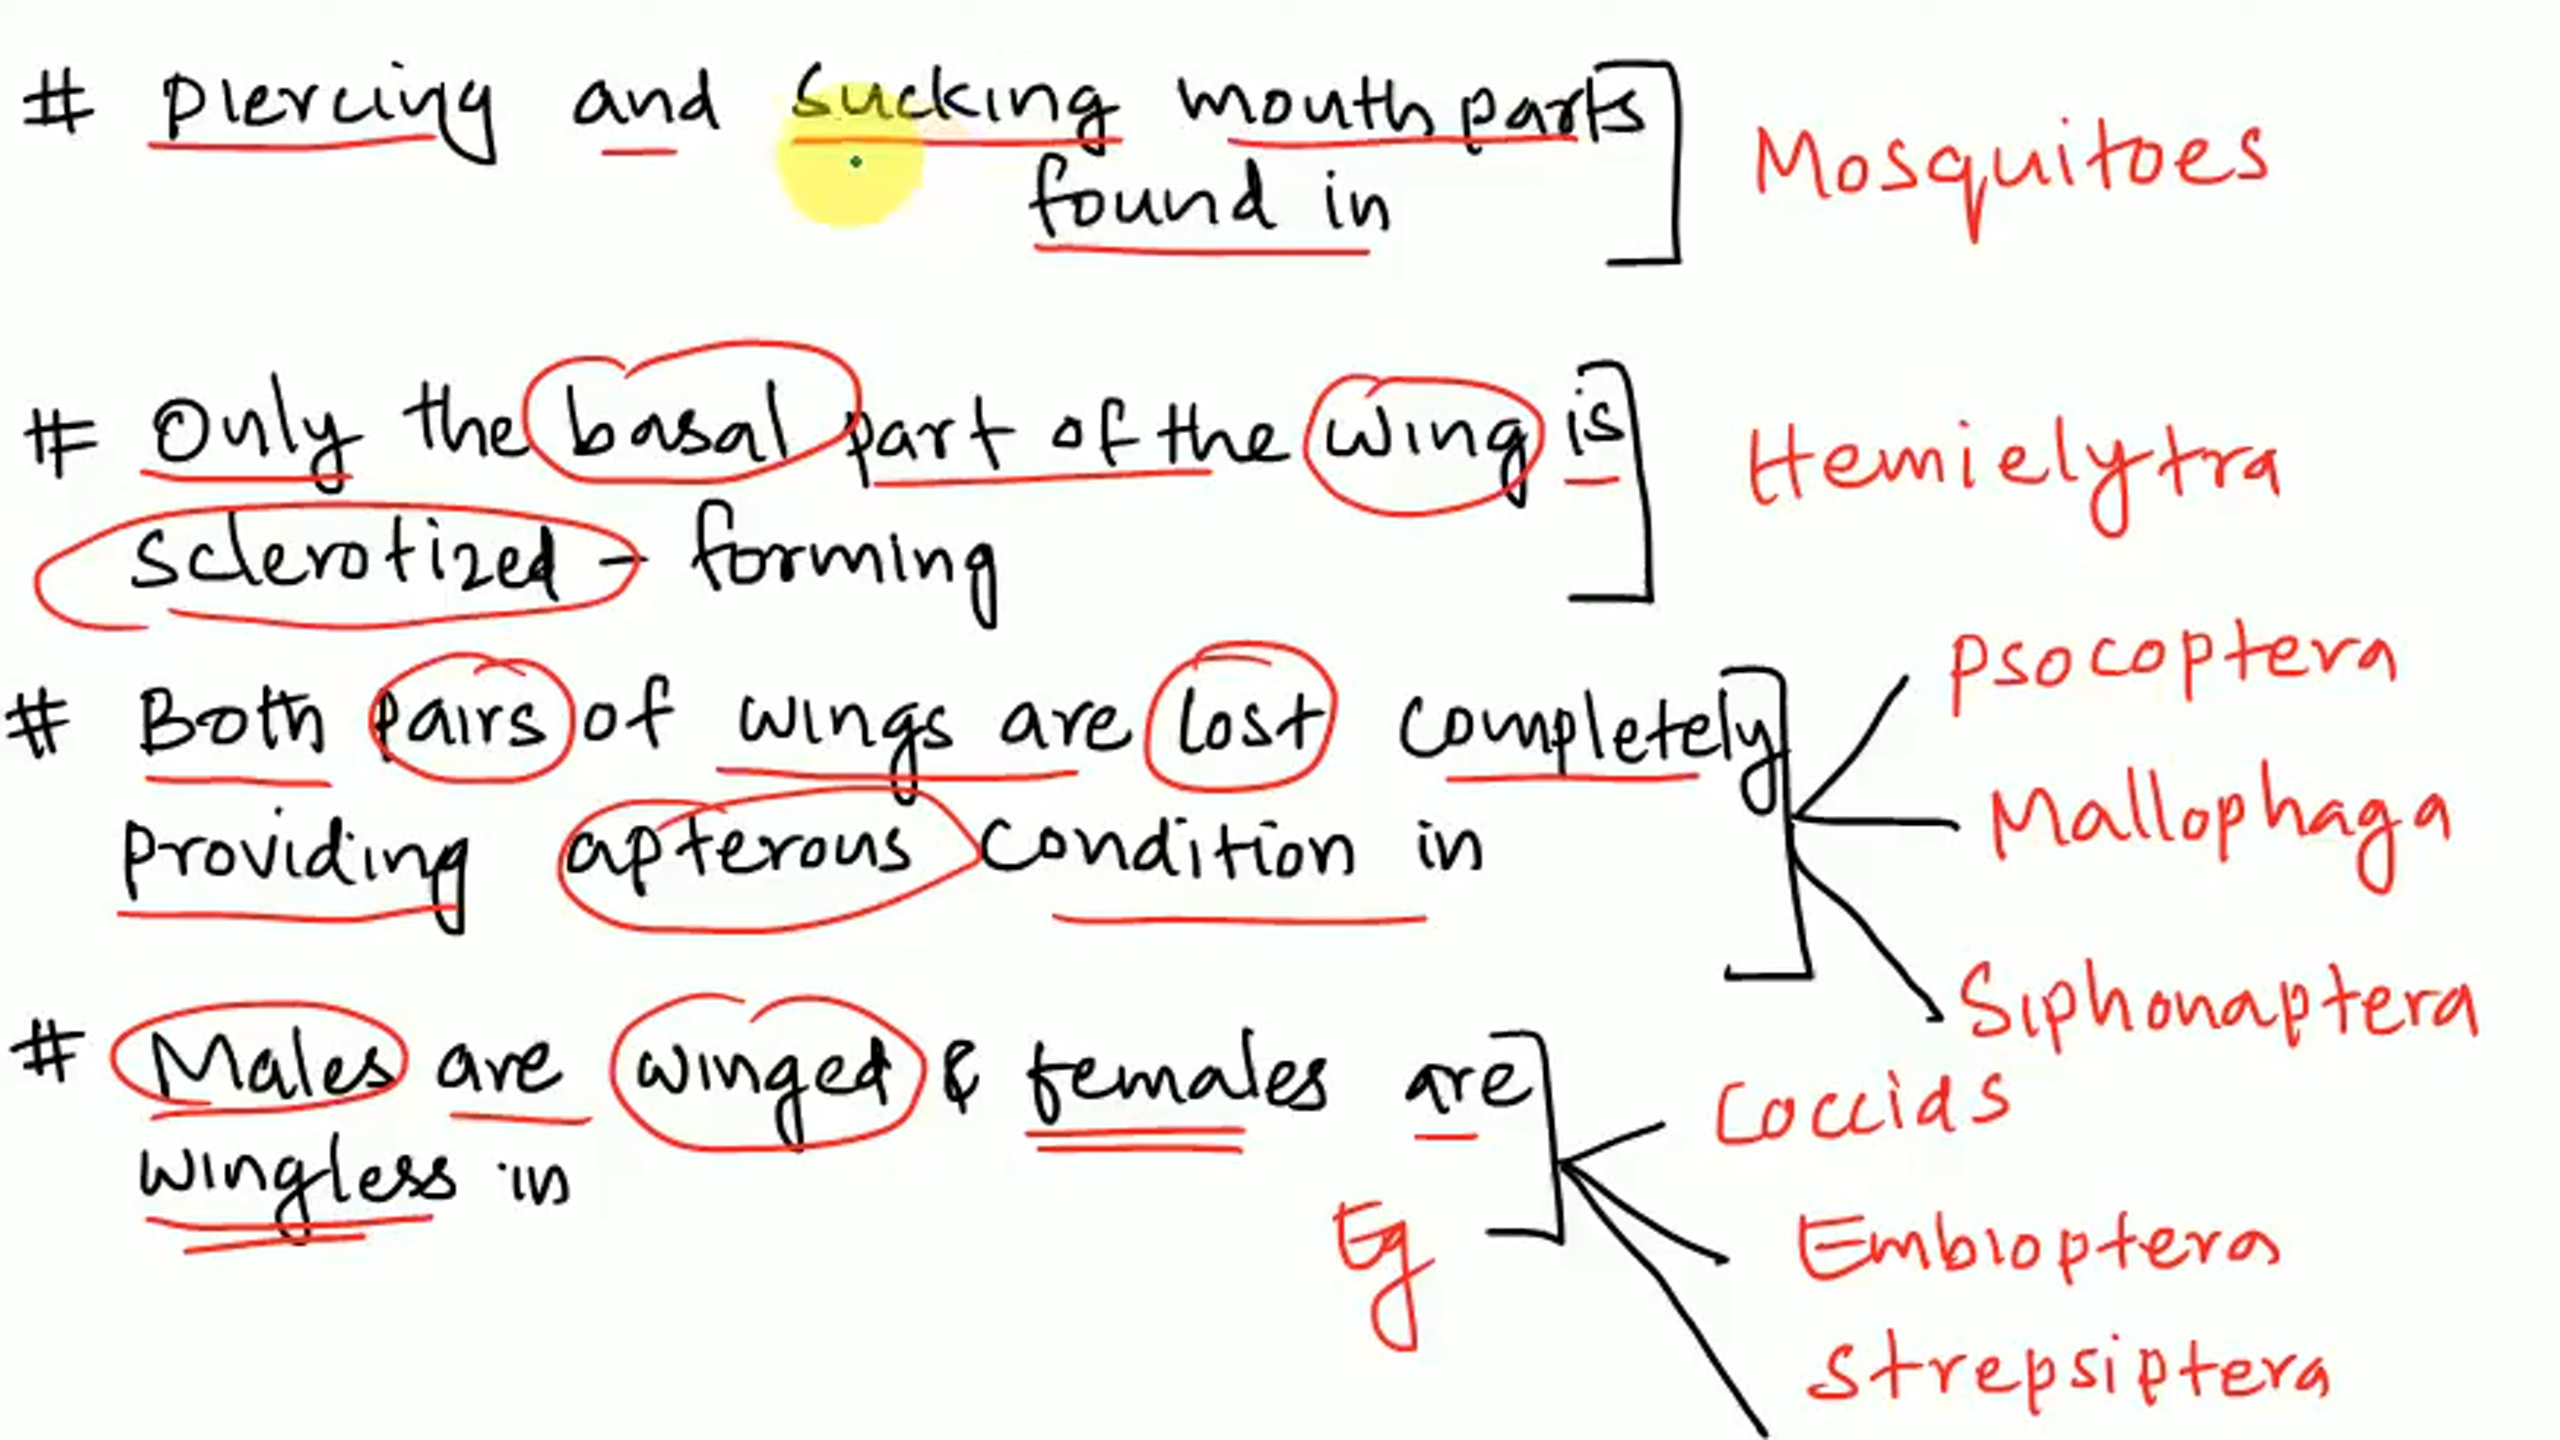 # Piercing and Sucking mouth parts
found in
Mosquitoes
# Only the basal part of the wing is
sclerotized - forming
Hemielytra
# Both pairs of wings are lost completely
providing apterous condition in
Psocoptera
Mallophaga
Siphonaptera
# Males are winged & females are
wingless in
Eg
Coccids
Embioptera
Strepsiptera